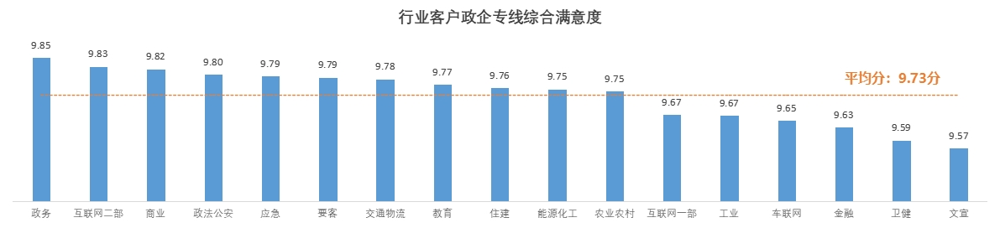 行业客户政企专线综合满意度
9.85 9.83 9.82 9.80 9.79 9.79 9.78 9.77 9.76 9.75 9.75 9.67 9.67 9.65 9.63 9.59 9.57
平均分：9.73分
政务 互联网二部 商业 政法公安 应急 要客 交通物流 教育 住建 能源化工 农业农村 互联网一部 工业 车联网 金融 卫健 文宣